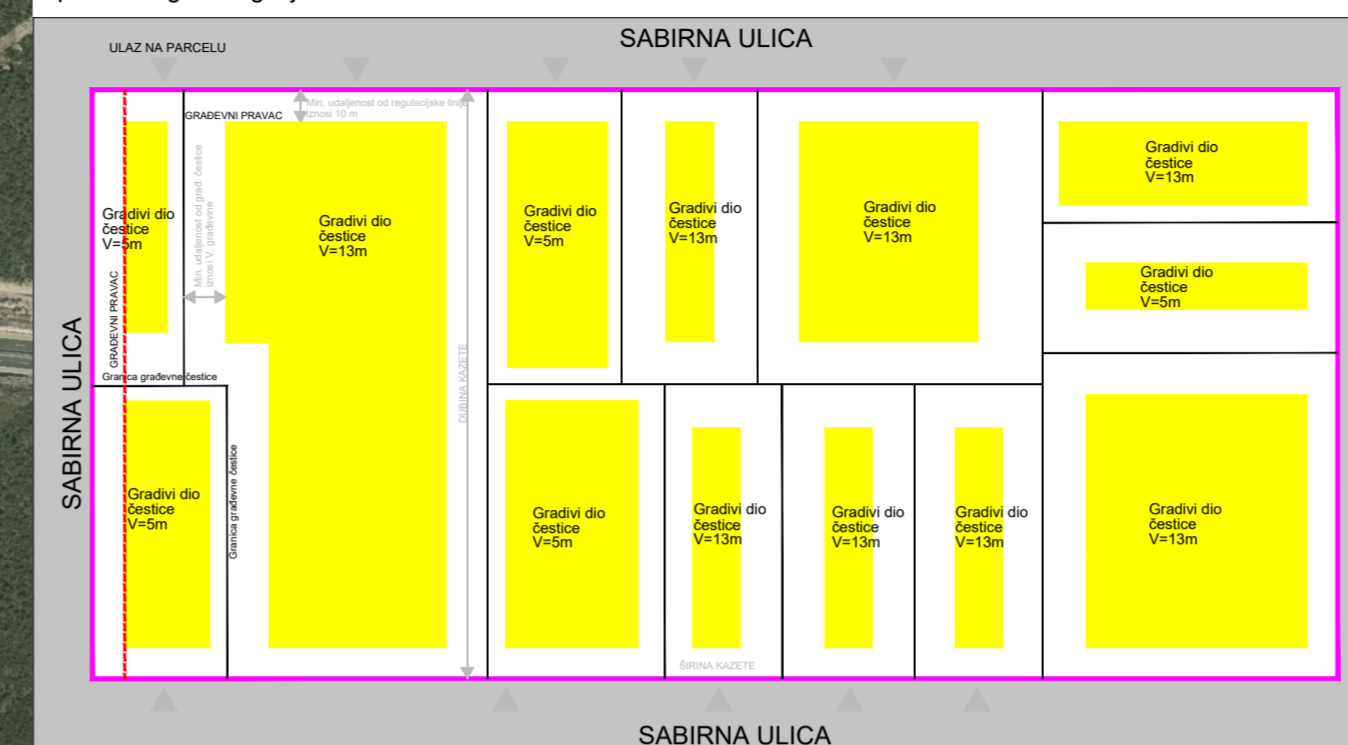 SABIRNA ULICA
ULAZ NA PARCELU
Min. udaljenost od regulacijske linije
iznosi 10 m
GRAĐEVNI PRAVAC
Min. udaljenost od grad. čestice
iznosi V. građevine
Gradivi dio
čestice
V=5m
Gradivi dio
čestice
V=13m
Gradivi dio
čestice
V=5m
Gradivi dio
čestice
V=13m
Gradivi dio
čestice
V=13m
Gradivi dio
čestice
V=13m
Gradivi dio
čestice
V=5m
GRAĐEVNI PRAVAC
SABIRNA ULICA
Granica građevne čestice
DUBINA KAZETE
Granica građevne čestice
Gradivi dio
čestice
V=5m
Gradivi dio
čestice
V=5m
Gradivi dio
čestice
V=13m
Gradivi dio
čestice
V=13m
Gradivi dio
čestice
V=13m
Gradivi dio
čestice
V=13m
ŠIRINA KAZETE
SABIRNA ULICA